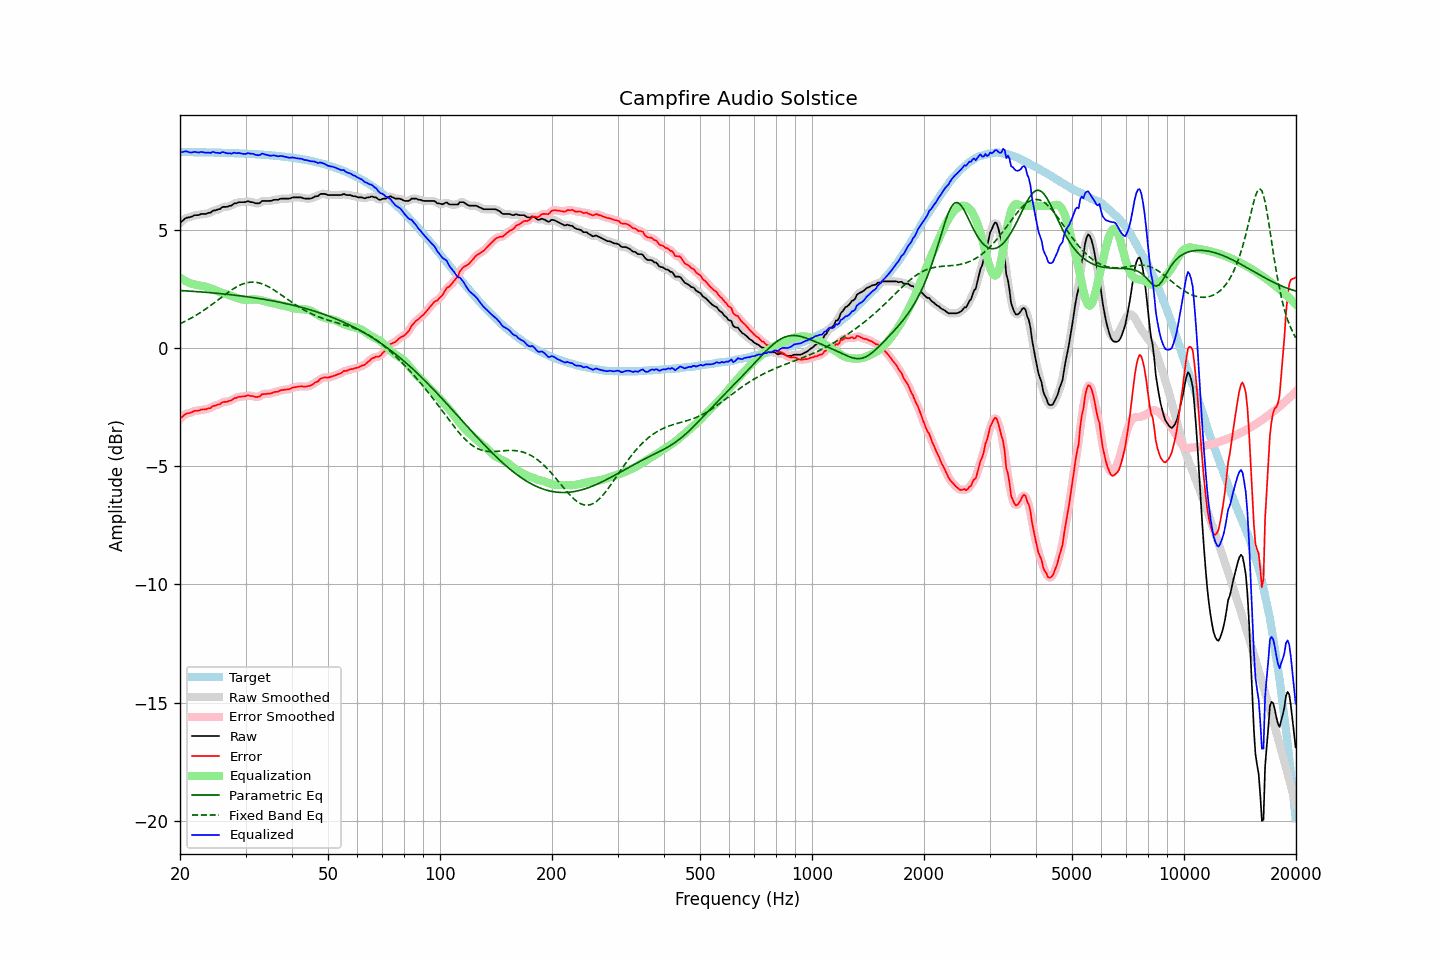 Campfire Audio Solstice
Amplitude (dBr)
5
0
−5
−10
−15
−20
Target
Raw Smoothed
Error Smoothed
Raw
Error
Equalization
Parametric Eq
Fixed Band Eq
Equalized
20 50 100 200 500 1000 2000 5000 10000 20000
Frequency (Hz)